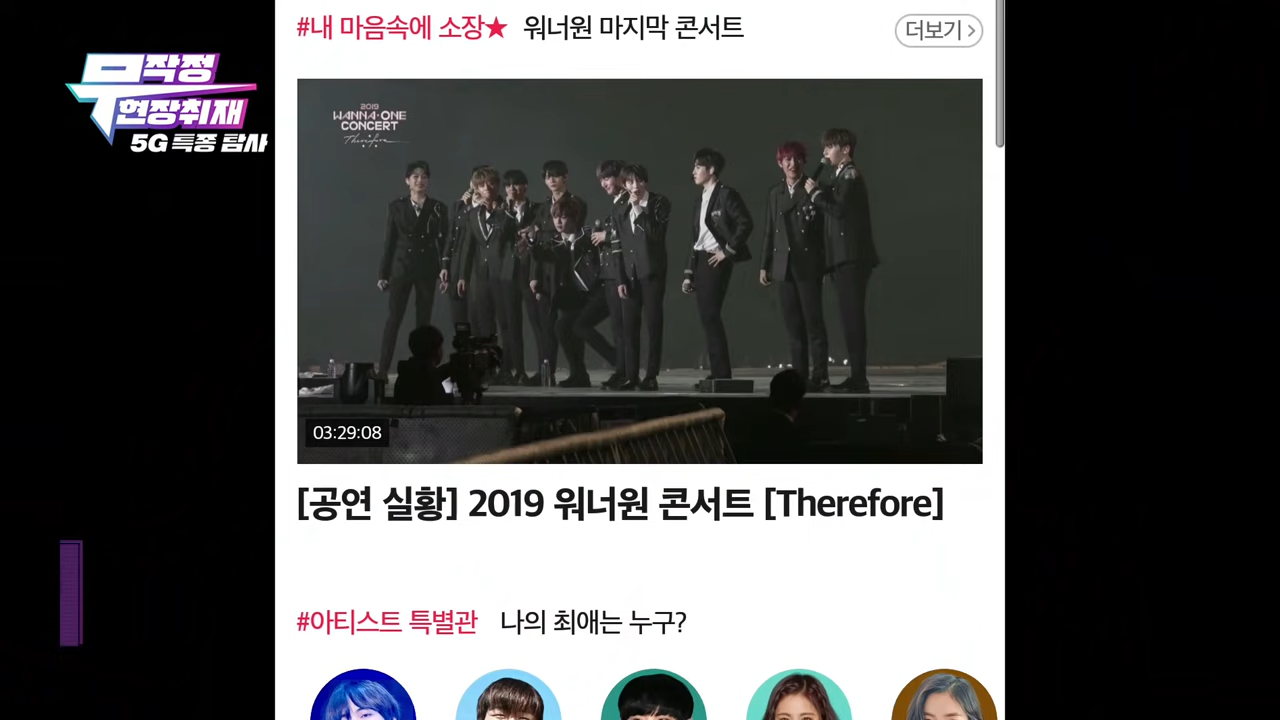 #내 마음속에 소장★ 워너원 마지막 콘서트
더보기 >
무작정
현장취재
5G 특종 탐사
2019
WANNA·ONE
CONCERT
Therefore
03:29:08
[공연 실황] 2019 워너원 콘서트 [Therefore]
#아티스트 특별관 나의 최애는 누구?